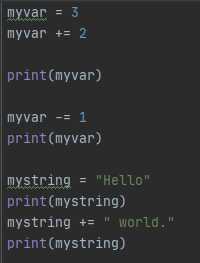 myvar = 3
myvar += 2
print(myvar)
myvar -= 1
print(myvar)
mystring = "Hello"
print(mystring)
mystring += " world."
print(mystring)